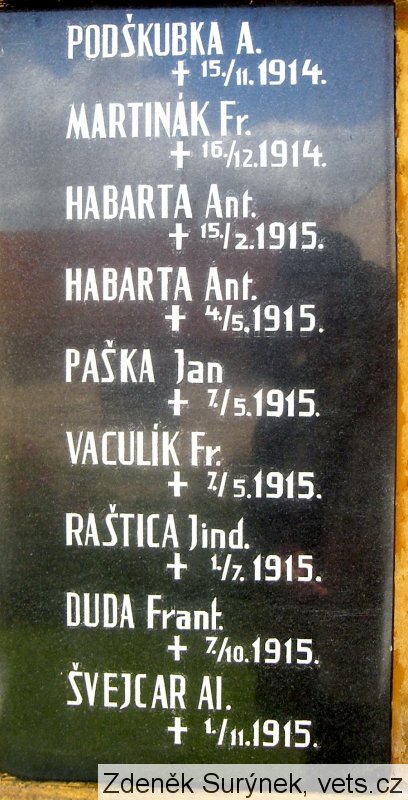 PODŠKUBKA A.
+ 15./11.1914.
MARTINÁK Fr.
+ 16./12.1914.
HABARTA Ant.
+ 15./2.1915.
HABARTA Ant.
+ 4./5.1915.
PAŠKA Jan
+ 7./5.1915.
VACULÍK Fr.
+ 7./5.1915.
RAŠTICA Jind.
+ 1./7.1915.
DUDA Frant.
+ 7./10.1915.
ŠVEJCAR Al.
+ 1./11.1915.
Zdeněk Surýnek, vets.cz